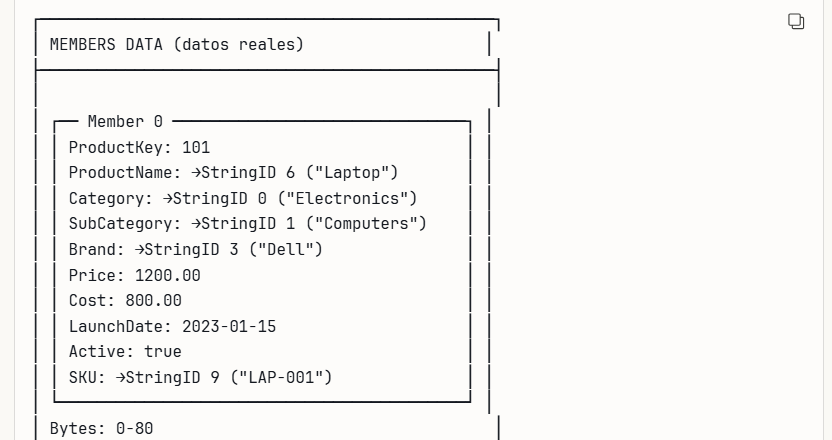 MEMBERS DATA (datos reales)
Member 0
ProductKey: 101
ProductName: →StringID 6 ("Laptop")
Category: →StringID 0 ("Electronics")
SubCategory: →StringID 1 ("Computers")
Brand: →StringID 3 ("Dell")
Price: 1200.00
Cost: 800.00
LaunchDate: 2023-01-15
Active: true
SKU: →StringID 9 ("LAP-001")
Bytes: 0-80